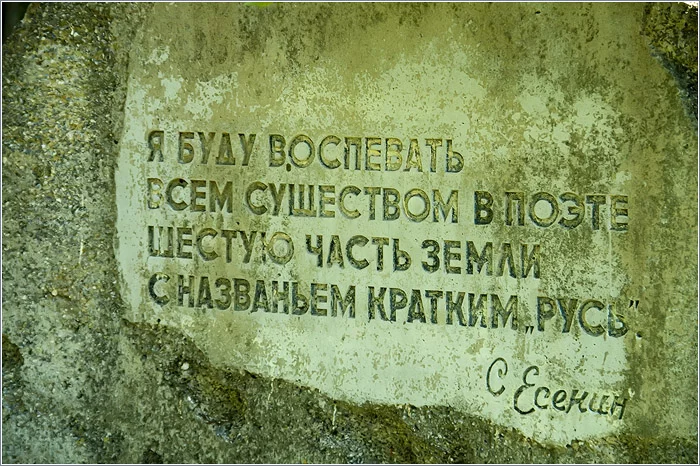 Я БУДУ ВОСПЕВАТЬ
ВСЕМ СУЩЕСТВОМ В ПОЭТЕ
ШЕСТУЮ ЧАСТЬ ЗЕМЛИ
С НАЗВАНЬЕМ КРАТКИМ „РУСЬ”.
С Есенин